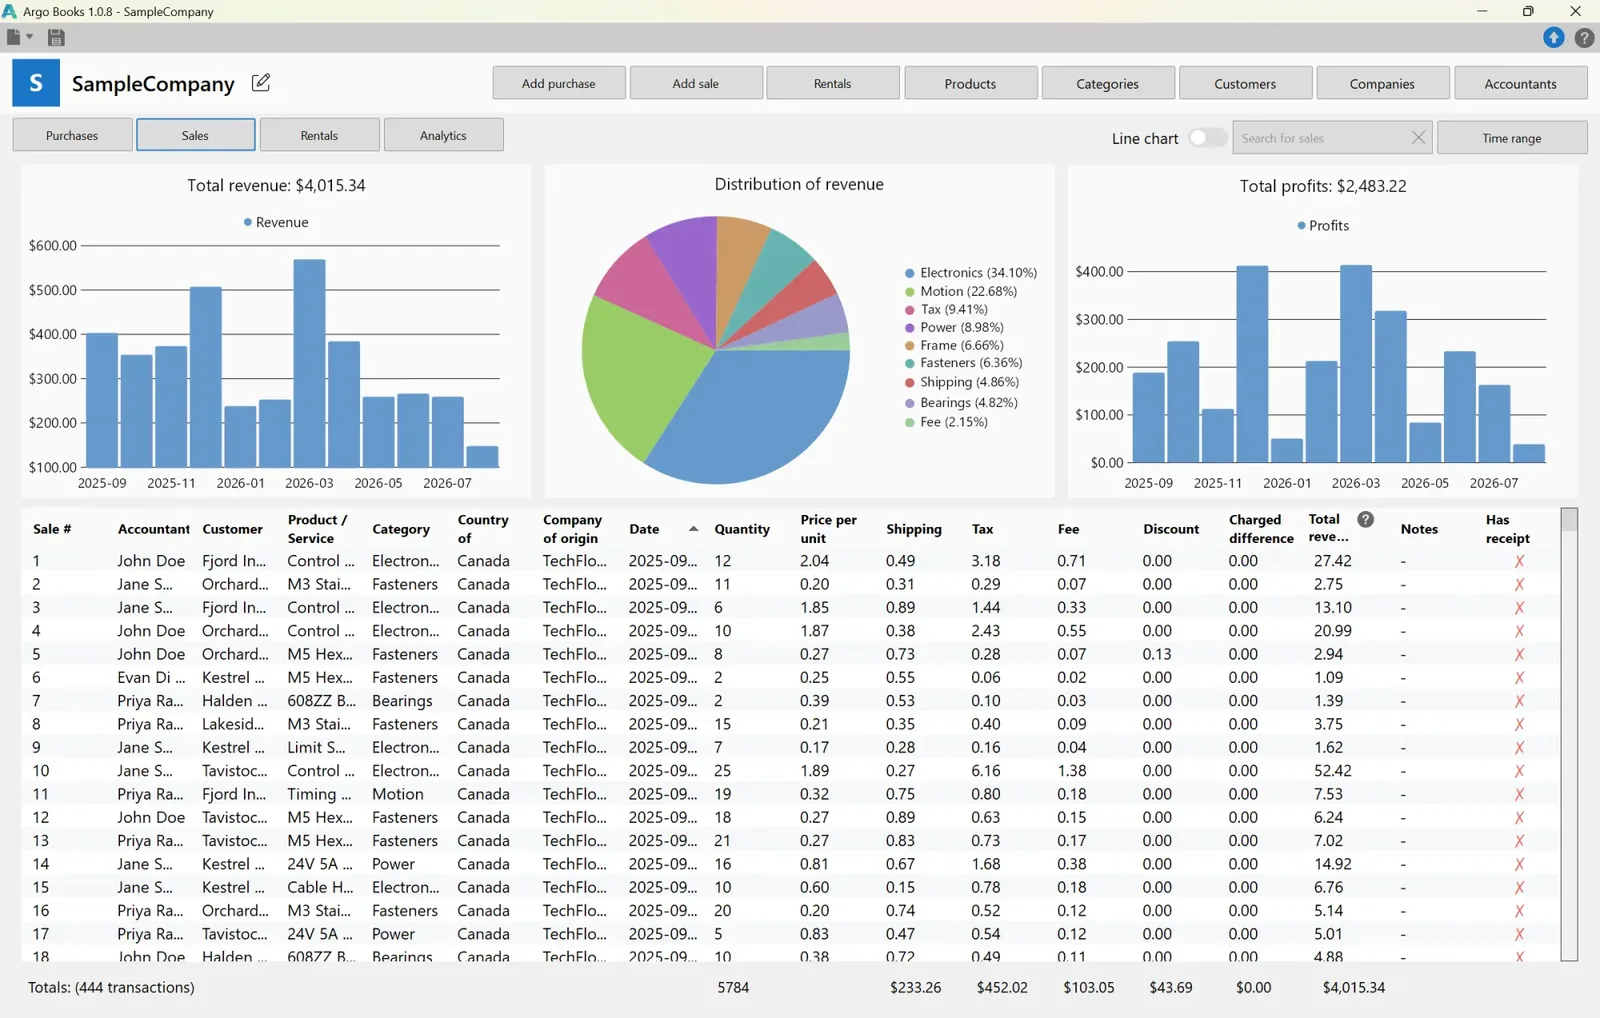 Argo Books 1.0.8 - SampleCompany
S SampleCompany
Add purchase Add sale Rentals Products Categories Customers Companies Accountants
Purchases Sales Rentals Analytics Line chart Search for sales Time range
Total revenue: $4,015.34
Revenue
$600.00
$500.00
$400.00
$300.00
$200.00
$100.00
2025-09 2025-11 2026-01 2026-03 2026-05 2026-07
Distribution of revenue
Electronics (34.10%)
Motion (22.68%)
Tax (9.41%)
Power (8.98%)
Frame (6.66%)
Fasteners (6.36%)
Shipping (4.86%)
Bearings (4.82%)
Fee (2.15%)
Total profits: $2,483.22
Profits
$400.00
$300.00
$200.00
$100.00
$0.00
2025-09 2025-11 2026-01 2026-03 2026-05 2026-07
Sale # Accountant Customer Product / Service Category Country of Company of origin Date Quantity Price per unit Shipping Tax Fee Discount Charged difference Total reve... ? Notes Has receipt
1 John Doe Fjord In... Control ... Electron... Canada TechFlo... 2025-09... 12 2.04 0.49 3.18 0.71 0.00 0.00 27.42 - ✗
2 Jane S... Orchard... M3 Stai... Fasteners Canada TechFlo... 2025-09... 11 0.20 0.31 0.29 0.07 0.00 0.00 2.75 - ✗
3 Jane S... Fjord In... Control ... Electron... Canada TechFlo... 2025-09... 6 1.85 0.89 1.44 0.33 0.00 0.00 13.10 - ✗
4 John Doe Orchard... Control ... Electron... Canada TechFlo... 2025-09... 10 1.87 0.38 2.43 0.55 0.00 0.00 20.99 - ✗
5 John Doe Orchard... M5 Hex... Fasteners Canada TechFlo... 2025-09... 8 0.27 0.73 0.28 0.07 0.13 0.00 2.94 - ✗
6 Evan Di ... Kestrel ... M5 Hex... Fasteners Canada TechFlo... 2025-09... 2 0.25 0.55 0.06 0.02 0.00 0.00 1.09 - ✗
7 Priya Ra... Halden ... 608ZZ B... Bearings Canada TechFlo... 2025-09... 2 0.39 0.53 0.10 0.03 0.00 0.00 1.39 - ✗
8 Priya Ra... Lakesid... M3 Stai... Fasteners Canada TechFlo... 2025-09... 15 0.21 0.35 0.40 0.09 0.00 0.00 3.75 - ✗
9 Jane S... Kestrel ... Limit S... Electron... Canada TechFlo... 2025-09... 7 0.17 0.28 0.16 0.04 0.00 0.00 1.62 - ✗
10 Jane S... Tavistoc... Control ... Electron... Canada TechFlo... 2025-09... 25 1.89 0.27 6.16 1.38 0.00 0.00 52.42 - ✗
11 Priya Ra... Fjord In... Timing ... Motion Canada TechFlo... 2025-09... 19 0.32 0.75 0.80 0.18 0.00 0.00 7.53 - ✗
12 John Doe Tavistoc... M5 Hex... Fasteners Canada TechFlo... 2025-09... 18 0.27 0.89 0.63 0.15 0.00 0.00 6.24 - ✗
13 Priya Ra... Tavistoc... M5 Hex... Fasteners Canada TechFlo... 2025-09... 21 0.27 0.83 0.73 0.17 0.00 0.00 7.02 - ✗
14 Jane S... Kestrel ... 24V 5A ... Power Canada TechFlo... 2025-09... 16 0.81 0.67 1.68 0.38 0.00 0.00 14.92 - ✗
15 Jane S... Kestrel ... Cable H... Electron... Canada TechFlo... 2025-09... 10 0.60 0.15 0.78 0.18 0.00 0.00 6.76 - ✗
16 Priya Ra... Orchard... M3 Stai... Fasteners Canada TechFlo... 2025-09... 20 0.20 0.74 0.52 0.12 0.00 0.00 5.14 - ✗
17 Priya Ra... Tavistoc... 24V 5A ... Power Canada TechFlo... 2025-09... 5 0.83 0.47 0.54 0.12 0.00 0.00 5.01 - ✗
18 John Doe Halden ... 608ZZ B... Bearings Canada TechFlo... 2025-09... 10 0.38 0.72 0.49 0.11 0.00 0.00 4.88 - ✗
Totals: (444 transactions) 5784 $233.26 $452.02 $103.05 $43.69 $0.00 $4,015.34